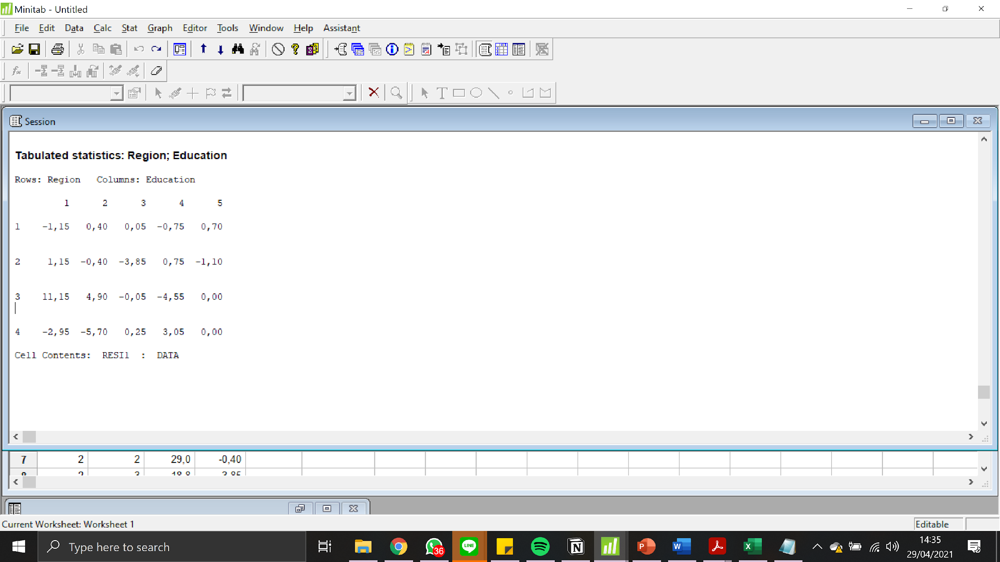 Minitab - Untitled
File Edit Data Calc Stat Graph Editor Tools Window Help Assistant
Session
Tabulated statistics: Region; Education
Rows: Region Columns: Education
1 2 3 4 5
1 -1,15 0,40 0,05 -0,75 0,70
2 1,15 -0,40 -3,85 0,75 -1,10
3 11,15 4,90 -0,05 -4,55 0,00
4 -2,95 -5,70 0,25 3,05 0,00
Cell Contents: RESI1 : DATA
7 2 2 29,0 -0,40
Current Worksheet: Worksheet 1
Editable
Type here to search
36
LINE
14:35
29/04/2021